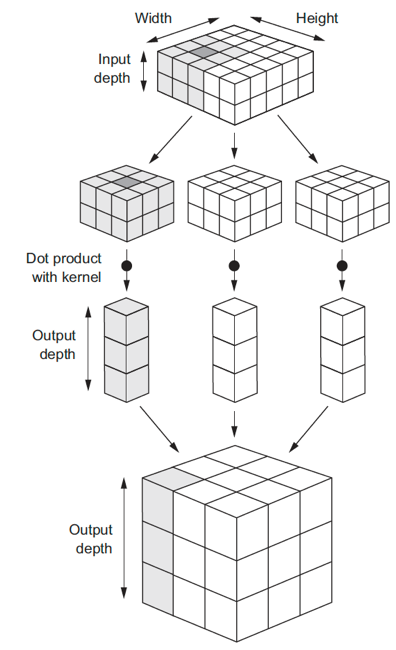 Width
Height
Input
depth
Dot product
with kernel
Output
depth
Output
depth